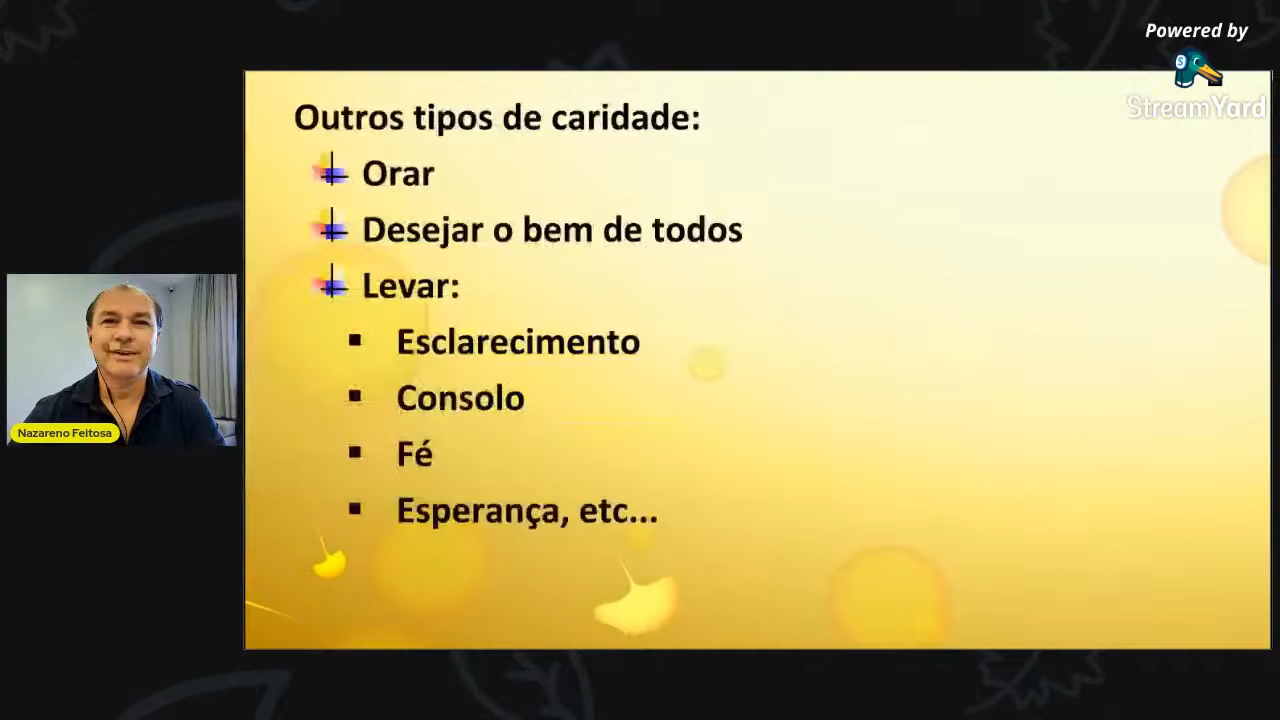 Powered by
StreamYard
Outros tipos de caridade:
Orar
Desejar o bem de todos
Levar:
Esclarecimento
Consolo
Fé
Esperança, etc...
Nazareno Feitosa